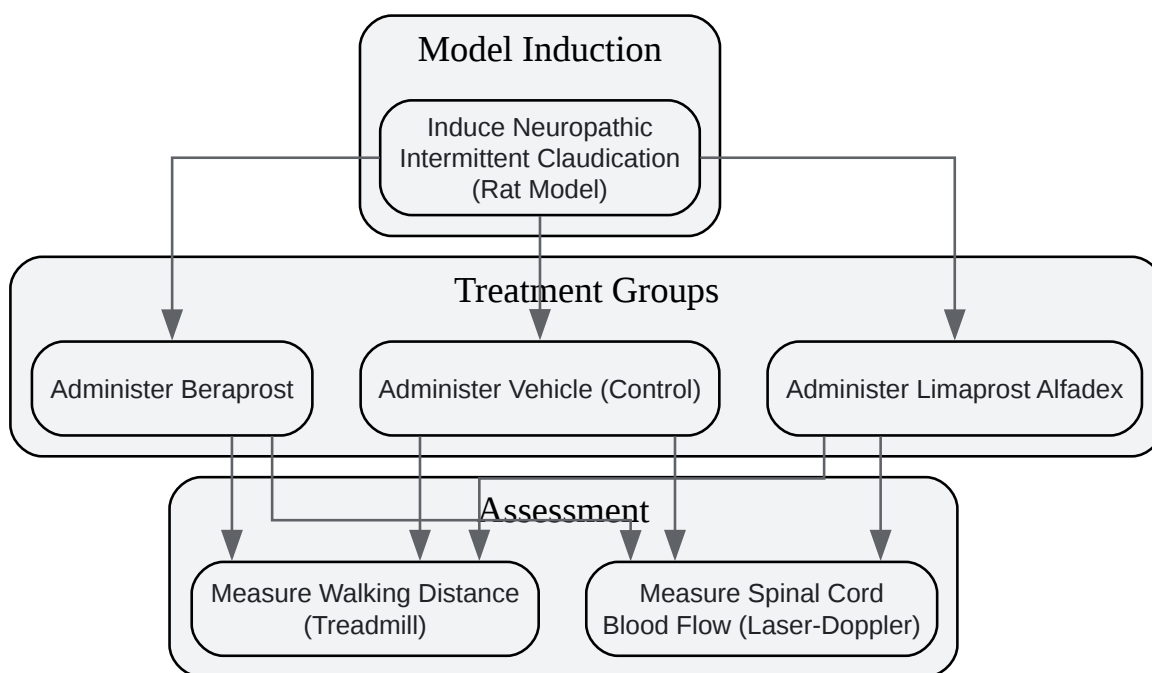 Model Induction
Induce Neuropathic
Intermittent Claudication
(Rat Model)
Treatment Groups
Administer Beraprost
Administer Vehicle (Control)
Administer Limaprost Alfadex
Assessment
Measure Walking Distance
(Treadmill)
Measure Spinal Cord
Blood Flow (Laser-Doppler)